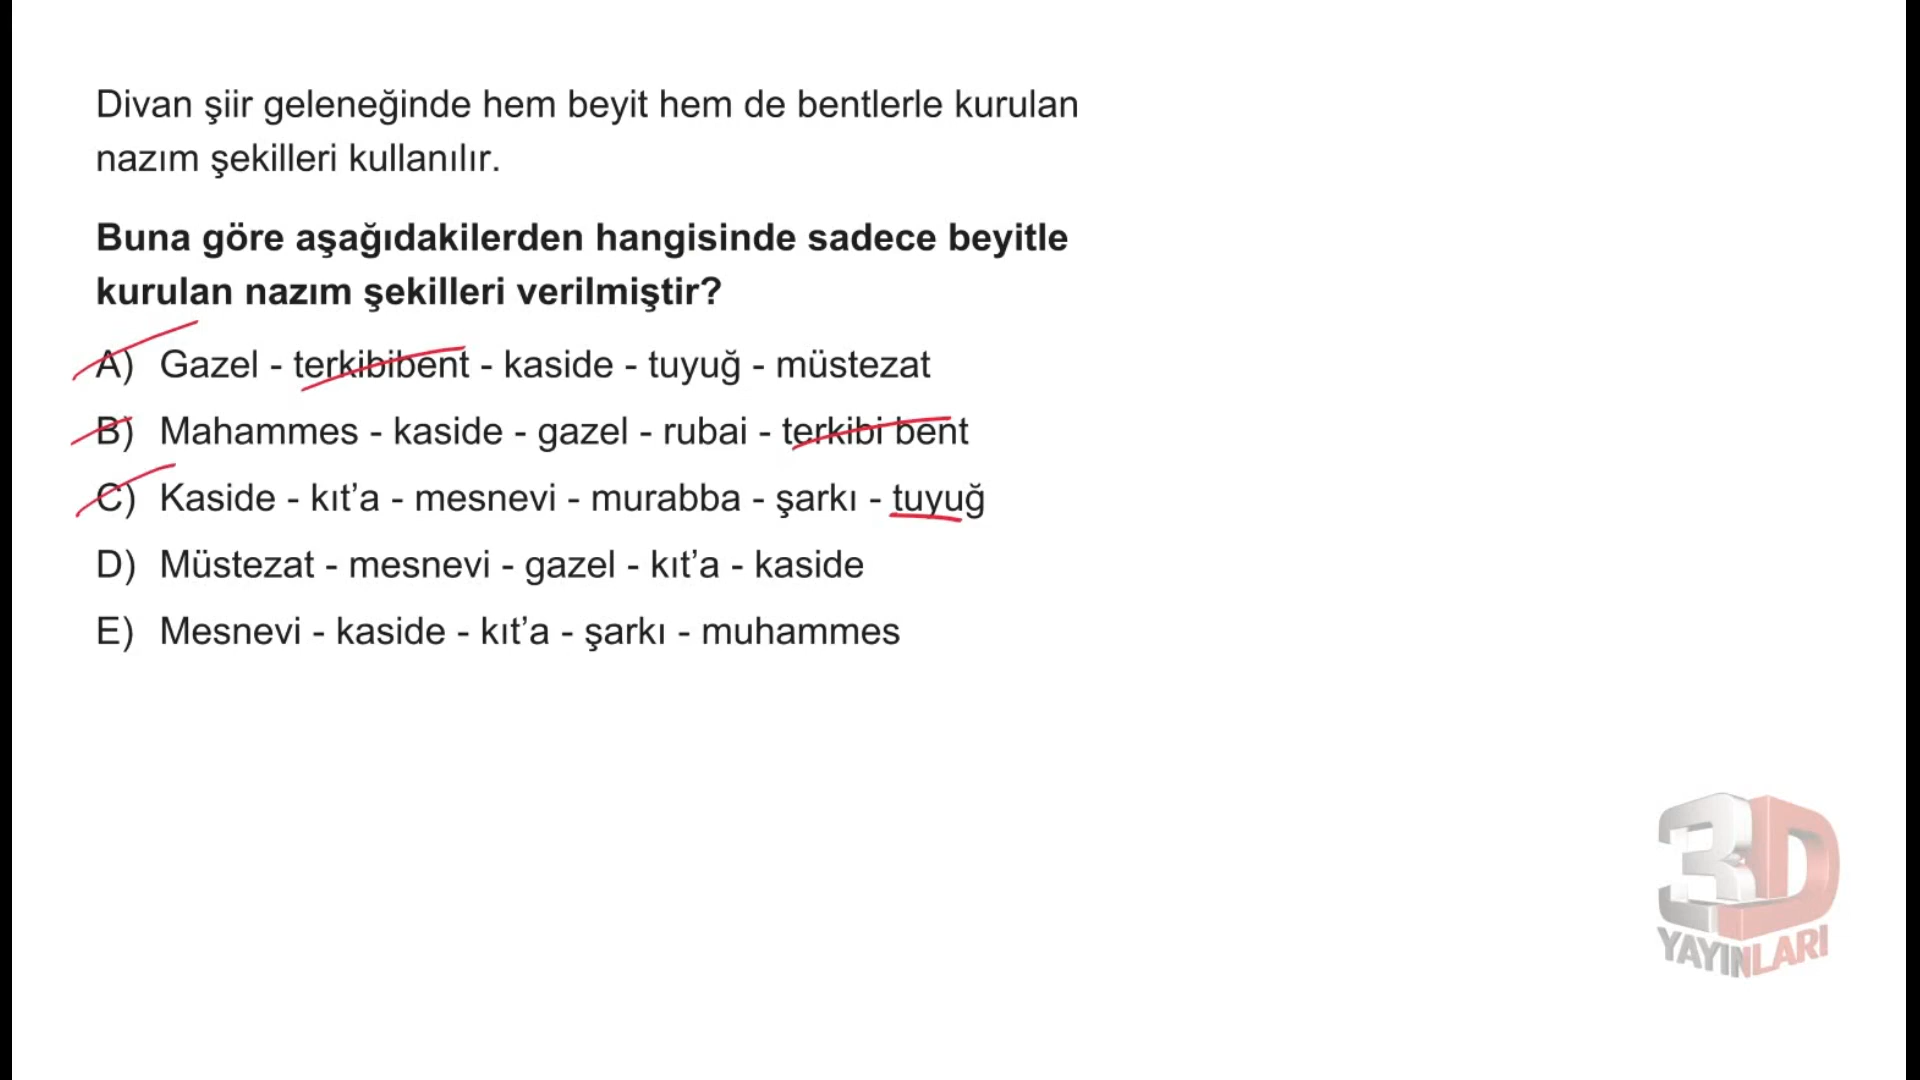 Divan şiir geleneğinde hem beyit hem de bentlerle kurulan
nazım şekilleri kullanılır.
Buna göre aşağıdakilerden hangisinde sadece beyitle
kurulan nazım şekilleri verilmiştir?
A) Gazel - terkibibent - kaside - tuyuğ - müstezat
B) Mahammes - kaside - gazel - rubai - terkibi bent
C) Kaside - kıt’a - mesnevi - murabba - şarkı - tuyuğ
D) Müstezat - mesnevi - gazel - kıt’a - kaside
E) Mesnevi - kaside - kıt’a - şarkı - muhammes
3D
YAYINLARI